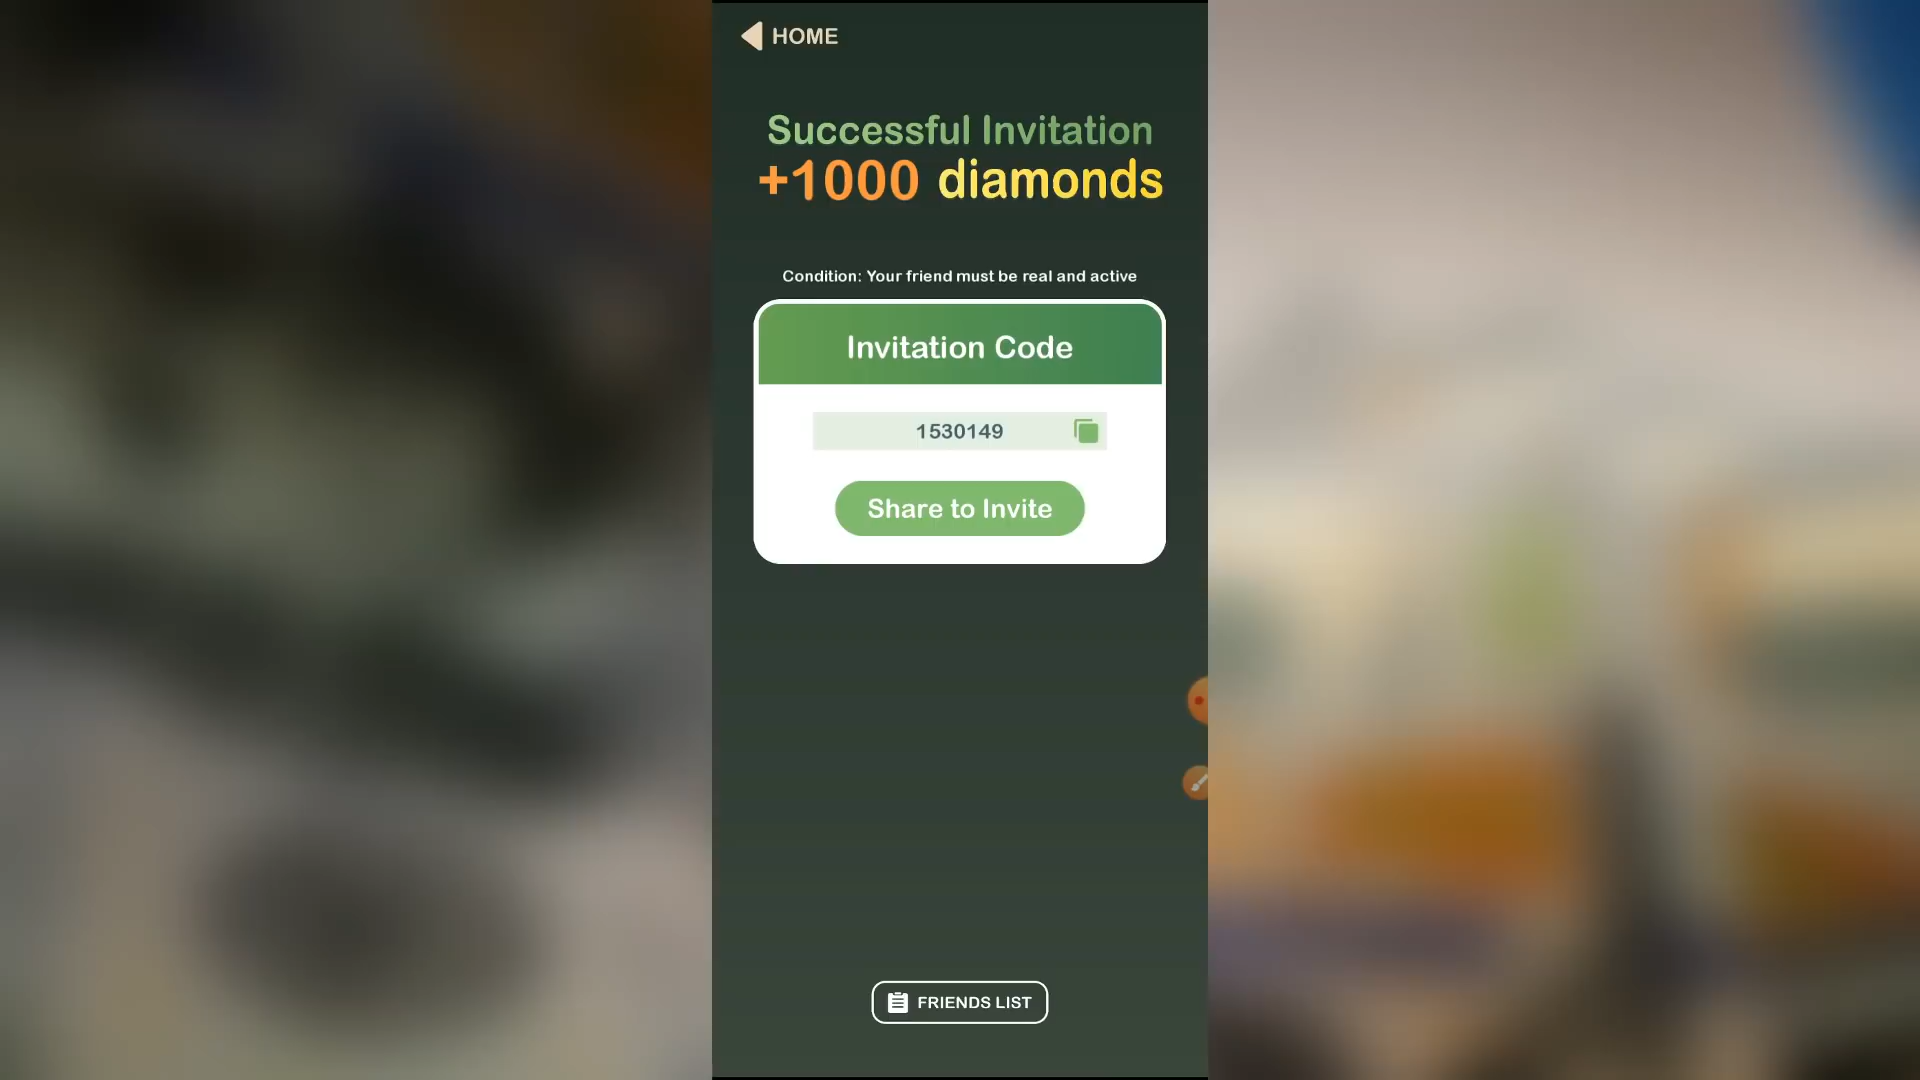 HOME
Successful Invitation
+1000 diamonds
Condition: Your friend must be real and active
Invitation Code
1530149
Share to Invite
FRIENDS LIST